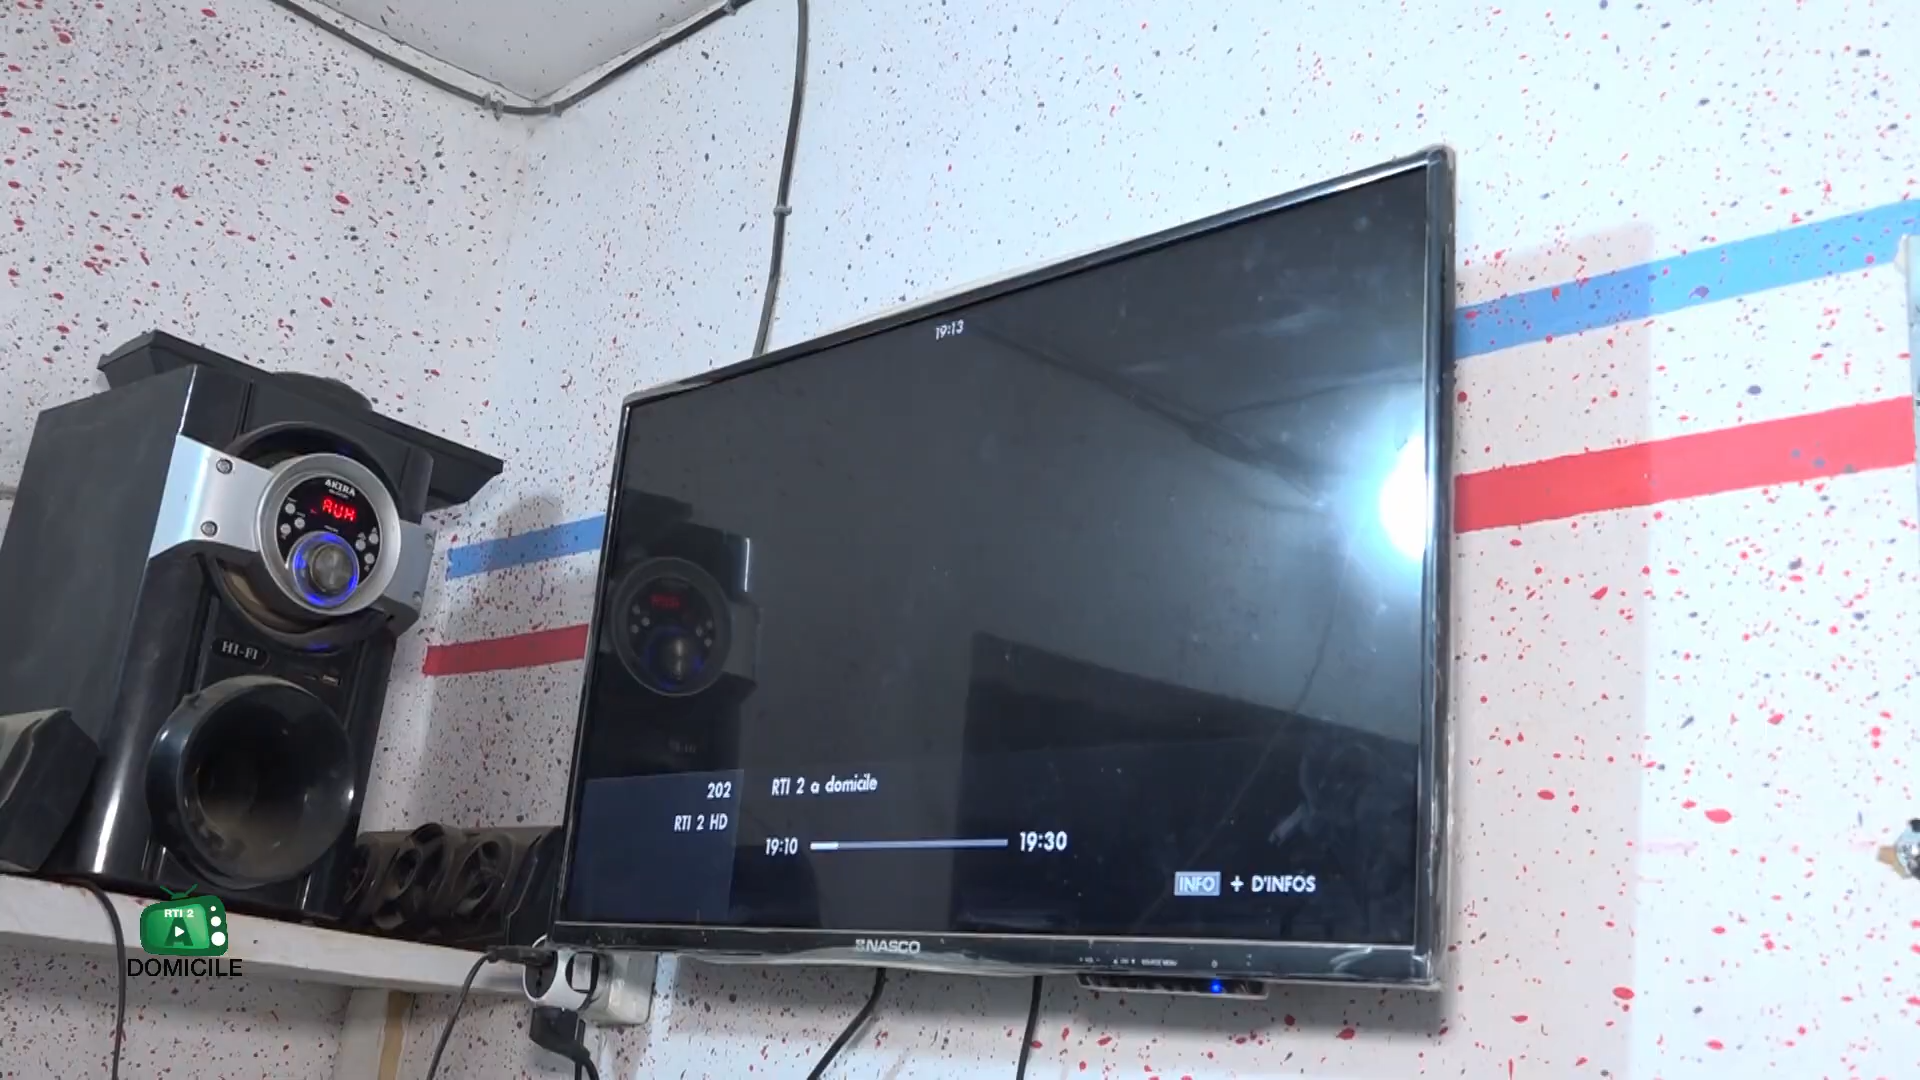 19:13
AKIRA
AUX
HI-FI
202
RTI 2 a domicile
RTI 2 HD
19:10
19:30
INFO + D'INFOS
NASCO
RTI 2
A
DOMICILE